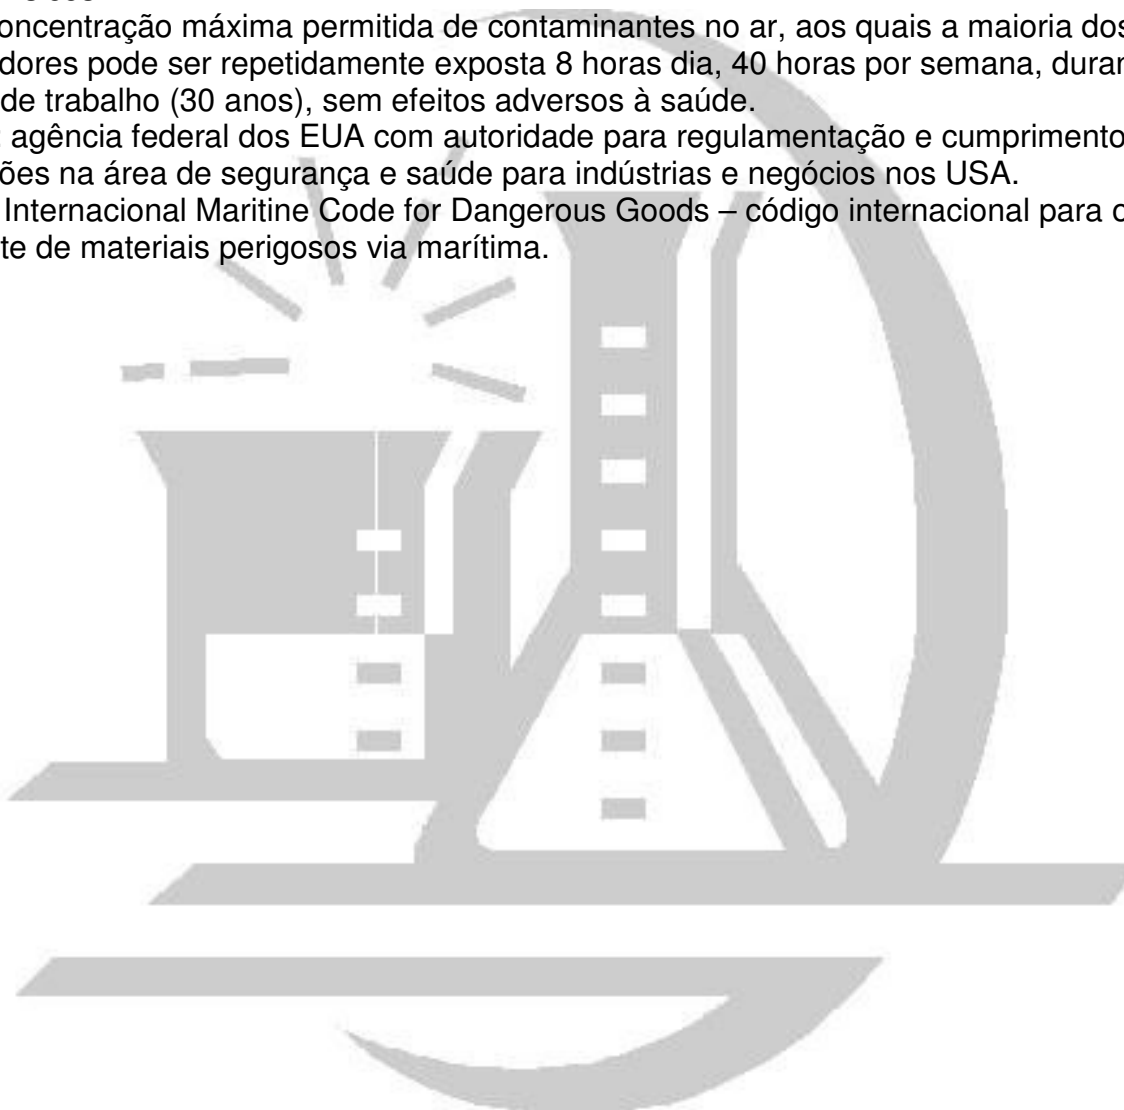 oncentração máxima permitida de contaminantes no ar, aos quais a maioria dos
dores pode ser repetidamente exposta 8 horas dia, 40 horas por semana, duran
de trabalho (30 anos), sem efeitos adversos à saúde.
: agência federal dos EUA com autoridade para regulamentação e cumprimento
ões na área de segurança e saúde para indústrias e negócios nos USA.
Internacional Maritine Code for Dangerous Goods – código internacional para o
te de materiais perigosos via marítima.